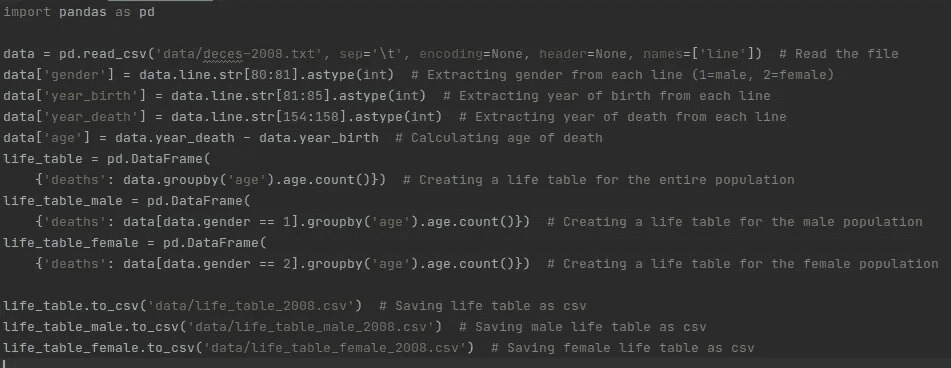 import pandas as pd
data = pd.read_csv('data/deces-2008.txt', sep='\t', encoding=None, header=None, names=['line'])  # Read the file
data['gender'] = data.line.str[80:81].astype(int)  # Extracting gender from each line (1=male, 2=female)
data['year_birth'] = data.line.str[81:85].astype(int)  # Extracting year of birth from each line
data['year_death'] = data.line.str[154:158].astype(int)  # Extracting year of death from each line
data['age'] = data.year_death - data.year_birth  # Calculating age of death
life_table = pd.DataFrame(
    {'deaths': data.groupby('age').age.count()})  # Creating a life table for the entire population
life_table_male = pd.DataFrame(
    {'deaths': data[data.gender == 1].groupby('age').age.count()})  # Creating a life table for the male population
life_table_female = pd.DataFrame(
    {'deaths': data[data.gender == 2].groupby('age').age.count()})  # Creating a life table for the female population
life_table.to_csv('data/life_table_2008.csv')  # Saving life table as csv
life_table_male.to_csv('data/life_table_male_2008.csv')  # Saving male life table as csv
life_table_female.to_csv('data/life_table_female_2008.csv')  # Saving female life table as csv